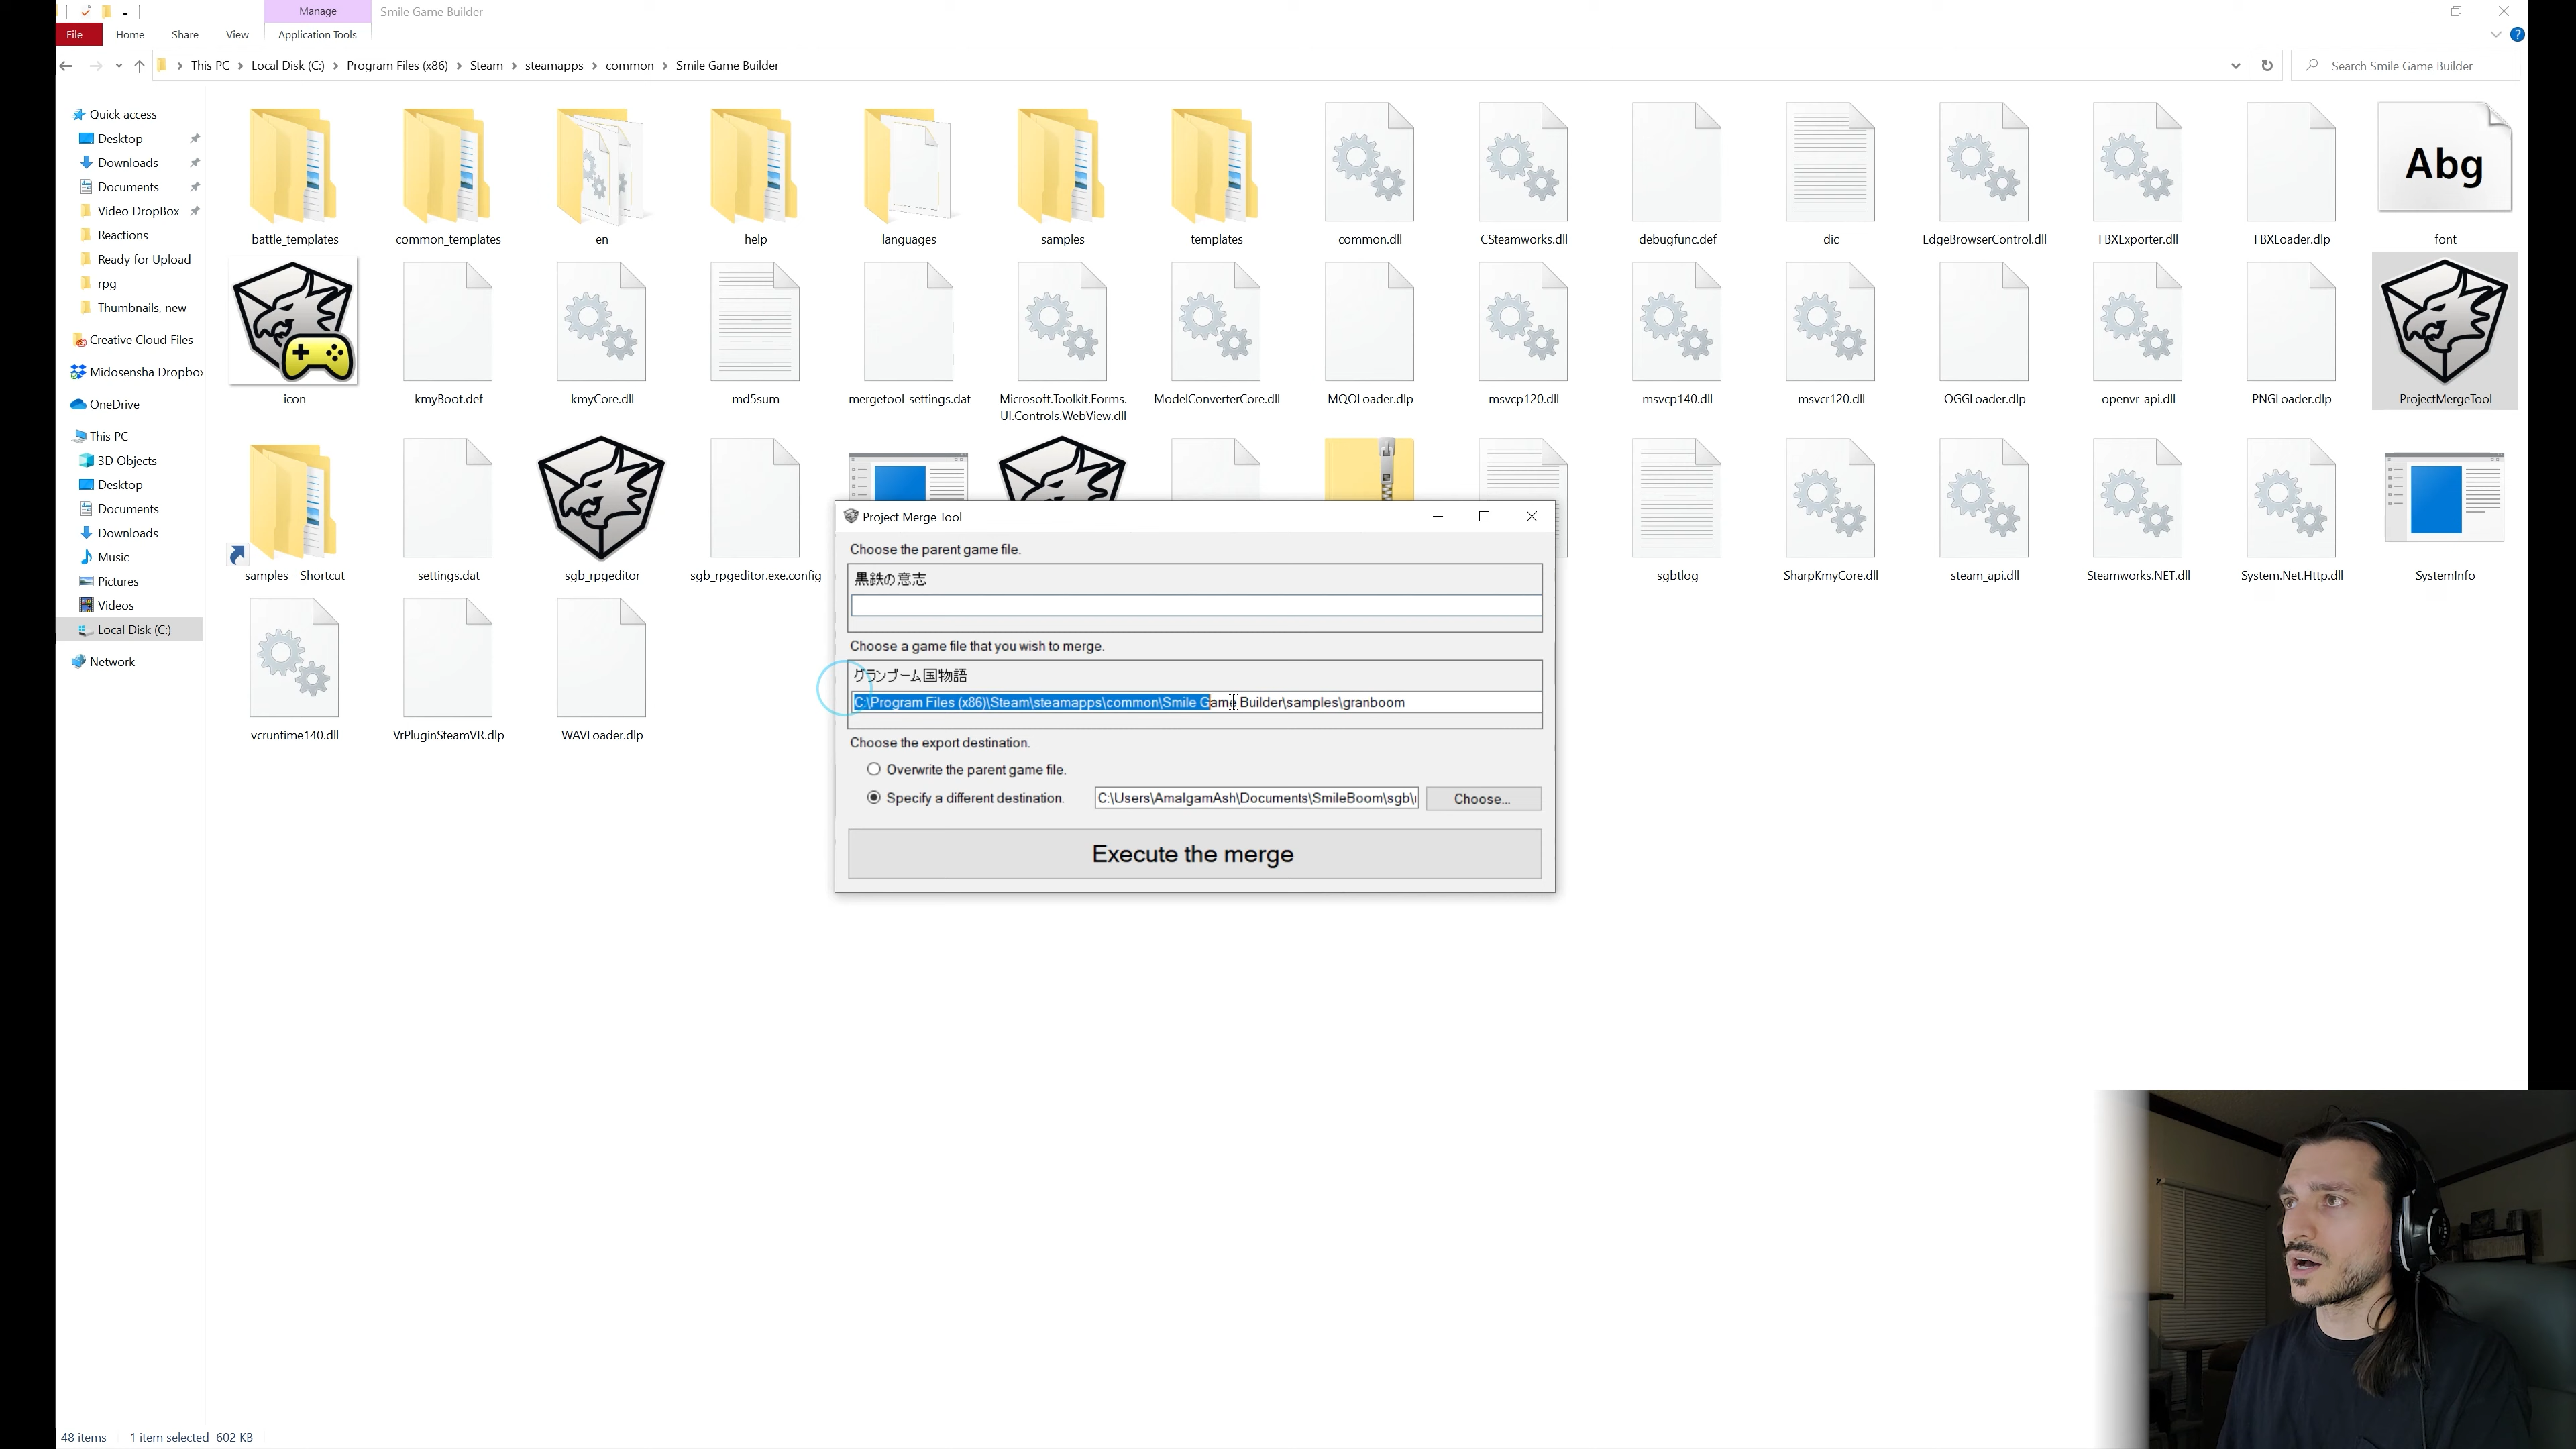 Manage
Smile Game Builder
File
Home
Share
View
Application Tools
This PC
Local Disk (C:)
Program Files (x86)
Steam
steamapps
common
Smile Game Builder
Search Smile Game Builder
Quick access
Desktop
Downloads
Documents
Video DropBox
Reactions
Ready for Upload
rpg
Thumbnails, new
Creative Cloud Files
Midosensha Dropbox
OneDrive
This PC
3D Objects
Desktop
Documents
Downloads
Music
Pictures
Videos
Local Disk (C:)
Network
battle_templates
common_templates
en
help
languages
samples
templates
common.dll
CSteamworks.dll
debugfunc.def
dic
EdgeBrowserControl.dll
FBXExporter.dll
FBXLoader.dlp
Abg
font
icon
kmyBoot.def
kmyCore.dll
md5sum
mergetool_settings.dat
Microsoft.Toolkit.Forms.
UI.Controls.WebView.dll
ModelConverterCore.dll
MQOLoader.dlp
msvcp120.dll
msvcp140.dll
msvcr120.dll
OGGLoader.dlp
openvr_api.dll
PNGLoader.dlp
ProjectMergeTool
samples - Shortcut
settings.dat
sgb_rpgeditor
sgb_rpgeditor.exe.config
sgbtlog
SharpKmyCore.dll
steam_api.dll
Steamworks.NET.dll
System.Net.Http.dll
SystemInfo
vcruntime140.dll
VrPluginSteamVR.dlp
WAVLoader.dlp
Project Merge Tool
Choose the parent game file.
黒鉄の意志
Choose a game file that you wish to merge.
グランブーム国物語
C:\Program Files (x86)\Steam\steamapps\common\Smile Game Builder\samples\granboom
Choose the export destination.
Overwrite the parent game file.
Specify a different destination.
C:\Users\AmalgamAsh\Documents\SmileBoom\sgb\
Choose...
Execute the merge
48 items
1 item selected 602 KB